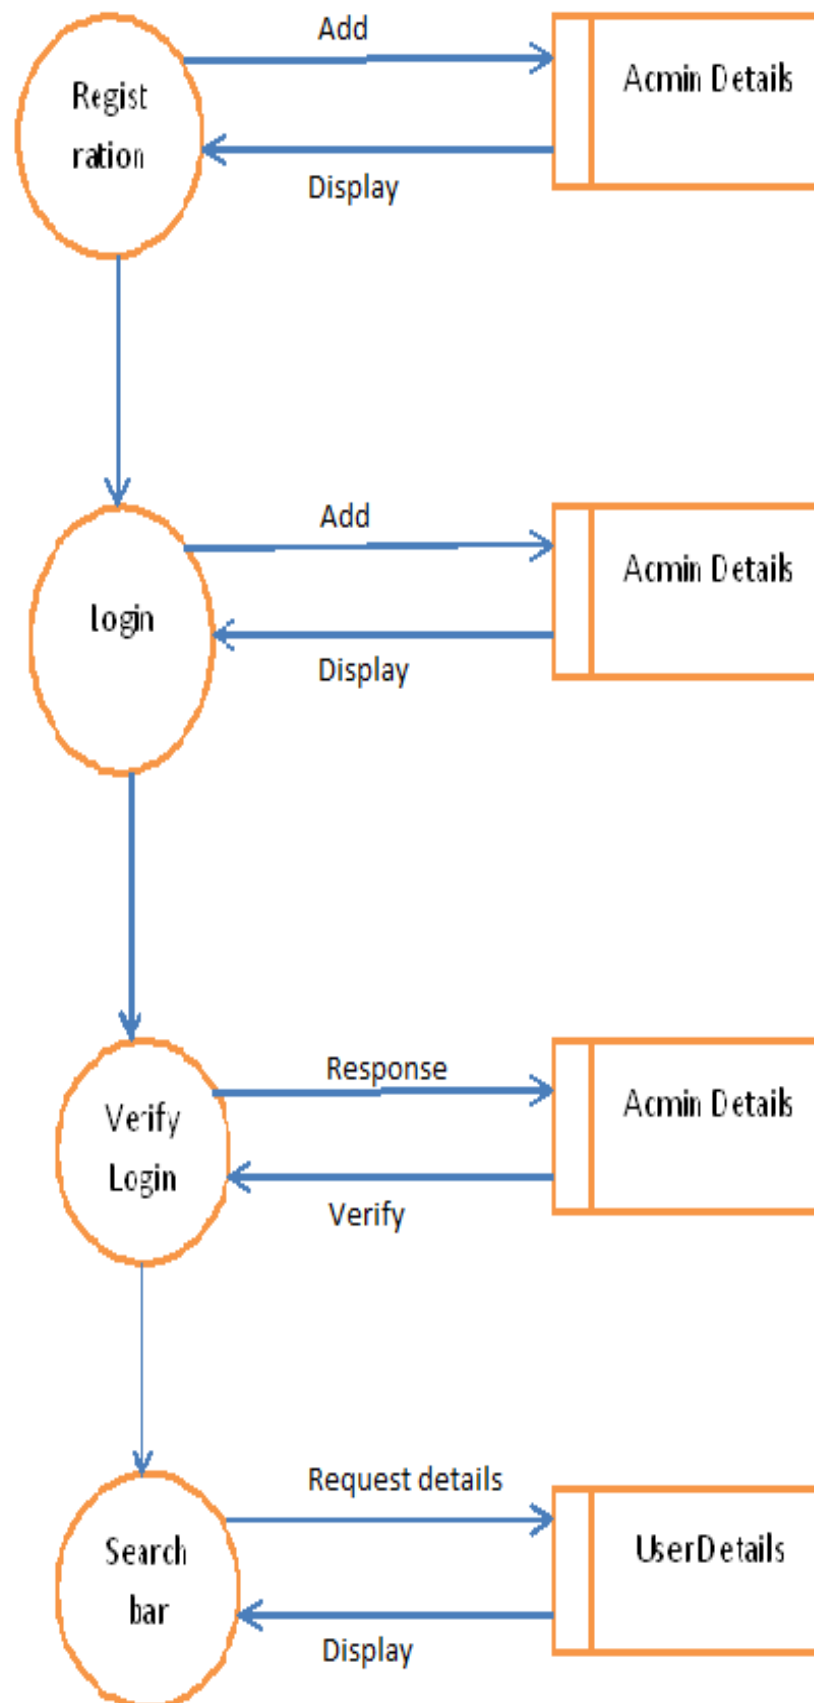 Add
Regist
ration
Acmin Details
Display
Add
login
Acmin Details
Display
Response
Verify
Login
Acmin Details
Verify
Request details
Search
bar
UserDetails
Display